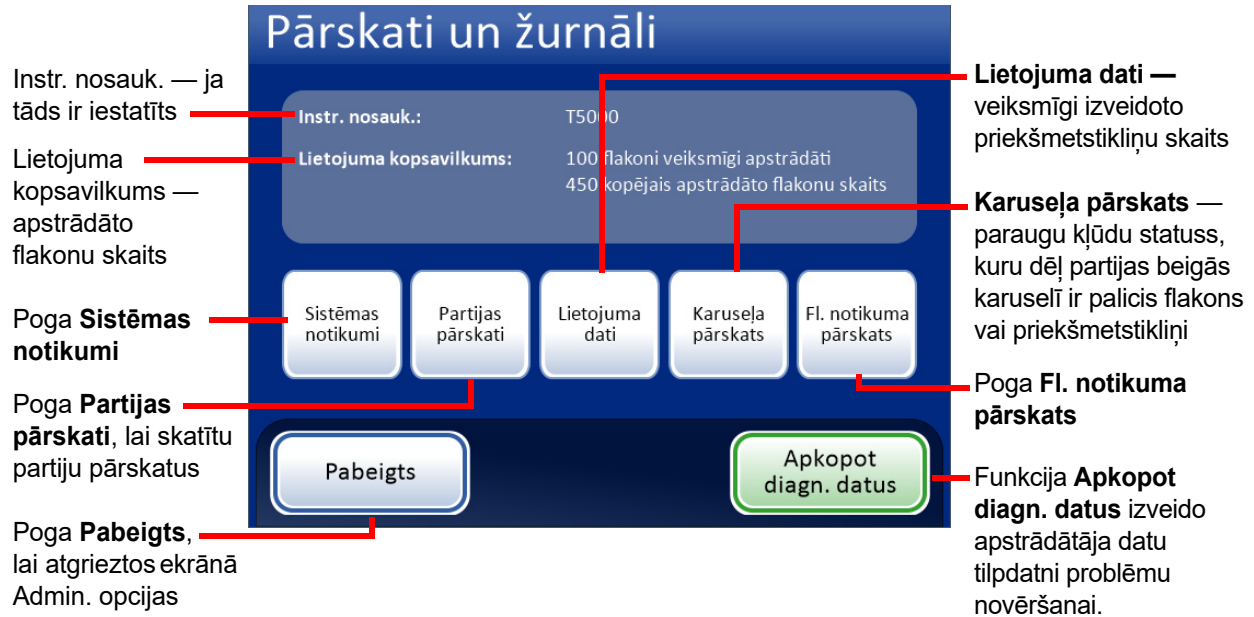 Pārskati un žurnāli
Instr. nosauk. — ja
tāds ir iestatīts
Lietojuma
kopsavilkums —
apstrādāto
flakonu skaits
Poga Sistēmas
notikumi
Poga Partijas
pārskati, lai skatītu
partiju pārskatus
Poga Pabeigts,
lai atgrieztos ekrānā
Admin. opcijas
Instr. nosauk.: T5000
Lietojuma kopsavilkums: 100 flakoni veiksmīgi apstrādāti
450 kopējais apstrādāto flakonu skaits
Sistēmas
notikumi
Partijas
pārskati
Lietojuma
dati
Karuseļa
pārskats
Fl. notikuma
pārskats
Pabeigts
Apkopot
diagn. datus
Lietojuma dati —
veiksmīgi izveidoto
priekšmetstikliņu skaits
Karuseļa pārskats —
paraugu kļūdu statuss,
kuru dēļ partijas beigās
karuselī ir palicis flakons
vai priekšmetstikliņi
Poga Fl. notikuma
pārskats
Funkcija Apkopot
diagn. datus izveido
apstrādātāja datu
tilpdatni problēmu
novēršanai.